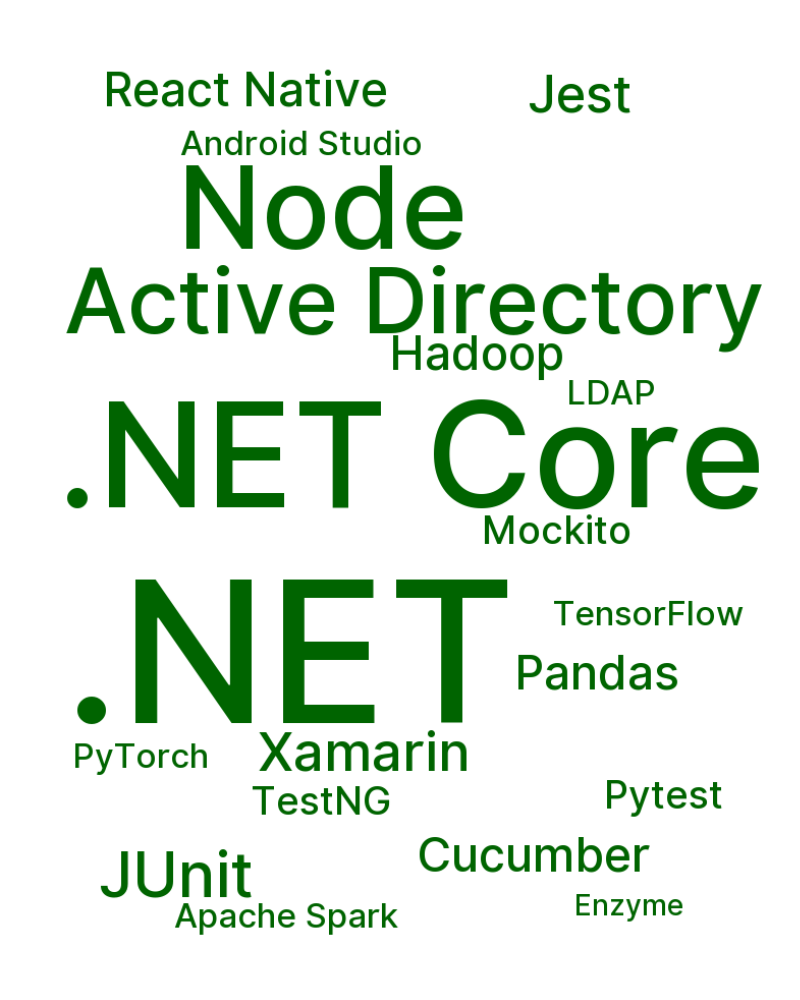 React Native
Jest
Android Studio
Node
Active Directory
Hadoop
LDAP
.NET Core
Mockito
.NET
TensorFlow
Pandas
Xamarin
PyTorch
TestNG
Pytest
Cucumber
JUnit
Enzyme
Apache Spark